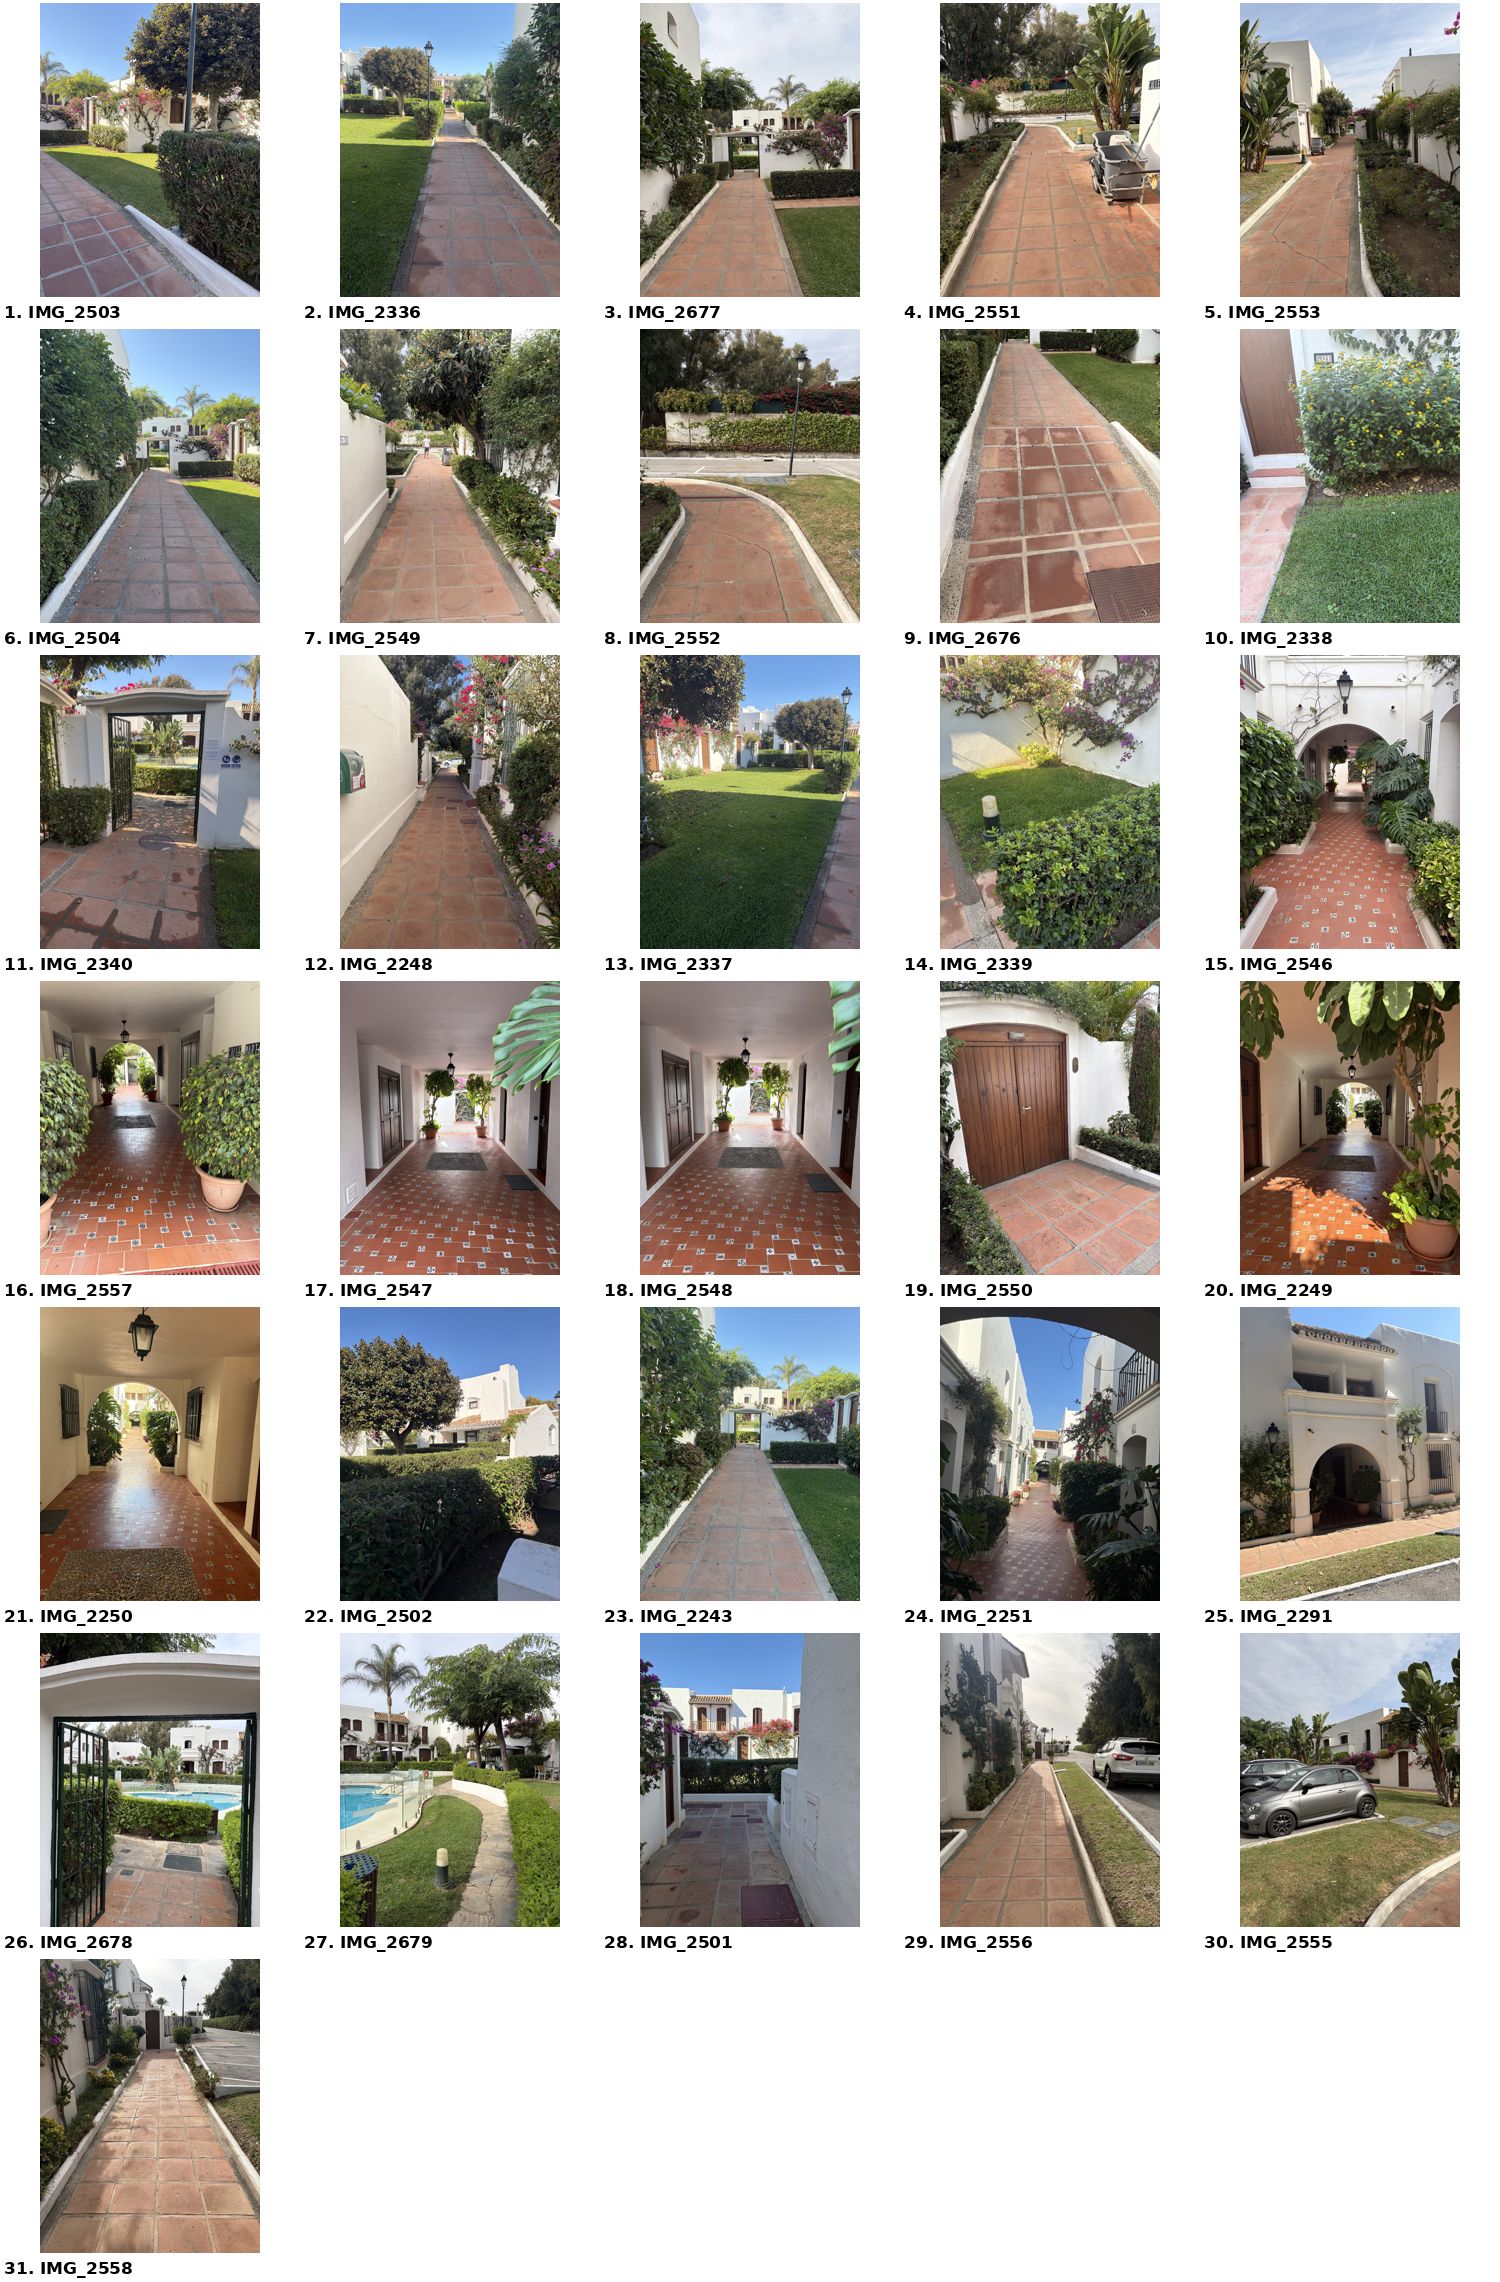 1. IMG_2503
2. IMG_2336
3. IMG_2677
4. IMG_2551
5. IMG_2553
6. IMG_2504
7. IMG_2549
8. IMG_2552
9. IMG_2676
10. IMG_2338
11. IMG_2340
12. IMG_2248
13. IMG_2337
14. IMG_2339
15. IMG_2546
16. IMG_2557
17. IMG_2547
18. IMG_2548
19. IMG_2550
20. IMG_2249
21. IMG_2250
22. IMG_2502
23. IMG_2243
24. IMG_2251
25. IMG_2291
26. IMG_2678
27. IMG_2679
28. IMG_2501
29. IMG_2556
30. IMG_2555
31. IMG_2558